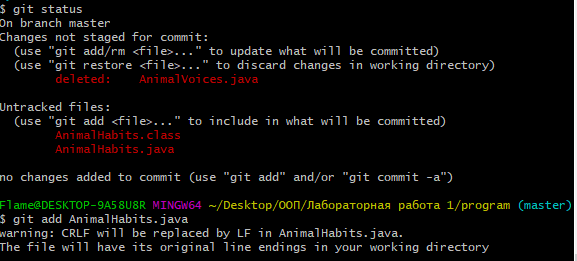 $ git status
On branch master
Changes not staged for commit:
  (use "git add/rm <file>..." to update what will be committed)
  (use "git restore <file>..." to discard changes in working directory)
        deleted:    AnimalVoices.java

Untracked files:
  (use "git add <file>..." to include in what will be committed)
        AnimalHabits.class
        AnimalHabits.java

no changes added to commit (use "git add" and/or "git commit -a")

Flame@DESKTOP-9A58U8R MINGW64 ~/Desktop/ООП/Лабораторная работа 1/program (master)
$ git add AnimalHabits.java
warning: CRLF will be replaced by LF in AnimalHabits.java.
The file will have its original line endings in your working directory